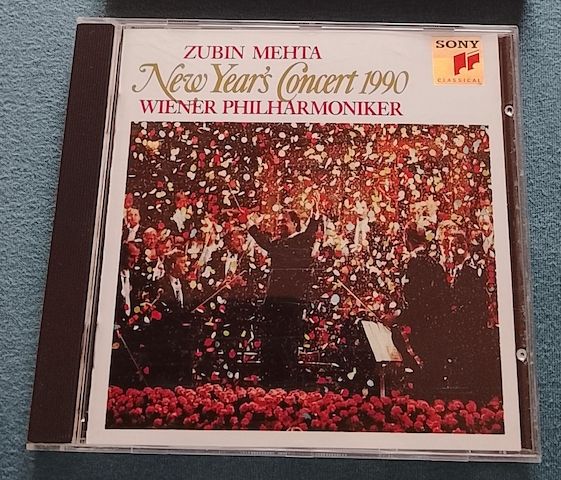 ZUBIN MEHTA
New Year's Concert 1990
WIENER PHILHARMONIKER
SONY
CLASSICAL